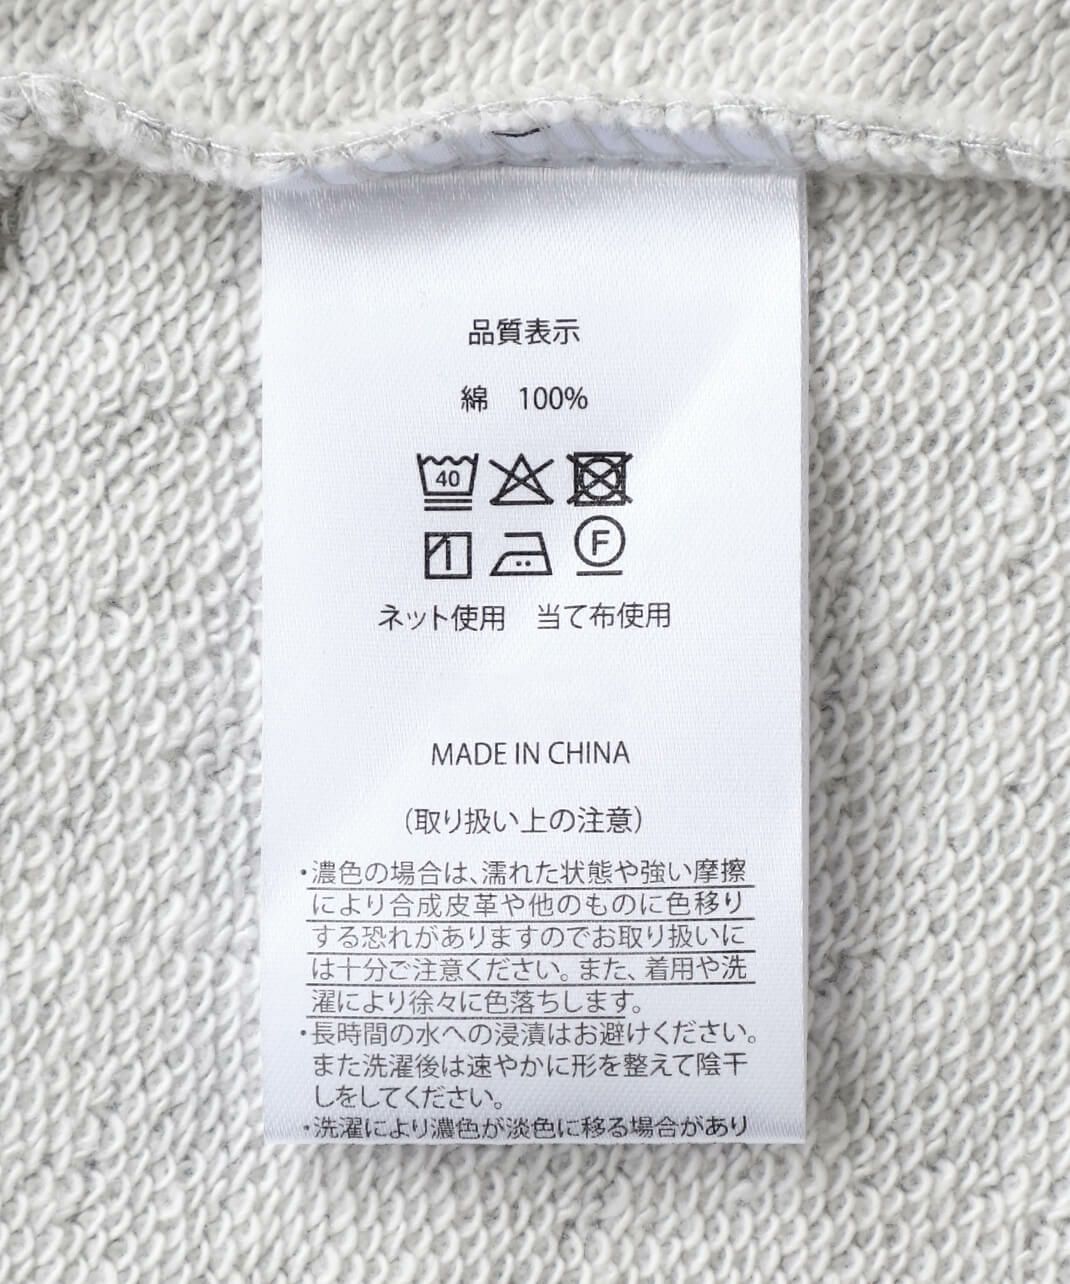 品質表示
綿　100%
40
F
ネット使用　当て布使用
MADE IN CHINA
(取り扱い上の注意)
・濃色の場合は、濡れた状態や強い摩擦
により合成皮革や他のものに色移り
する恐れがありますのでお取り扱いに
は十分ご注意ください。また、着用や洗
濯により徐々に色落ちします。
・長時間の水への浸漬はお避けください。
また洗濯後は速やかに形を整えて陰干
しをしてください。
・洗濯により濃色が淡色に移る場合があり